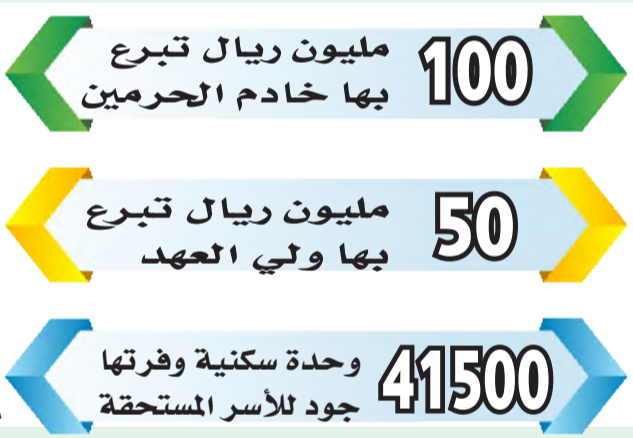 100 مليون ريال تبرع
بها خادم الحرمين
50 مليون ريال تبرع
بها ولي العهد
41500 وحدة سكنية وفرتها
جود للأسر المستحقة